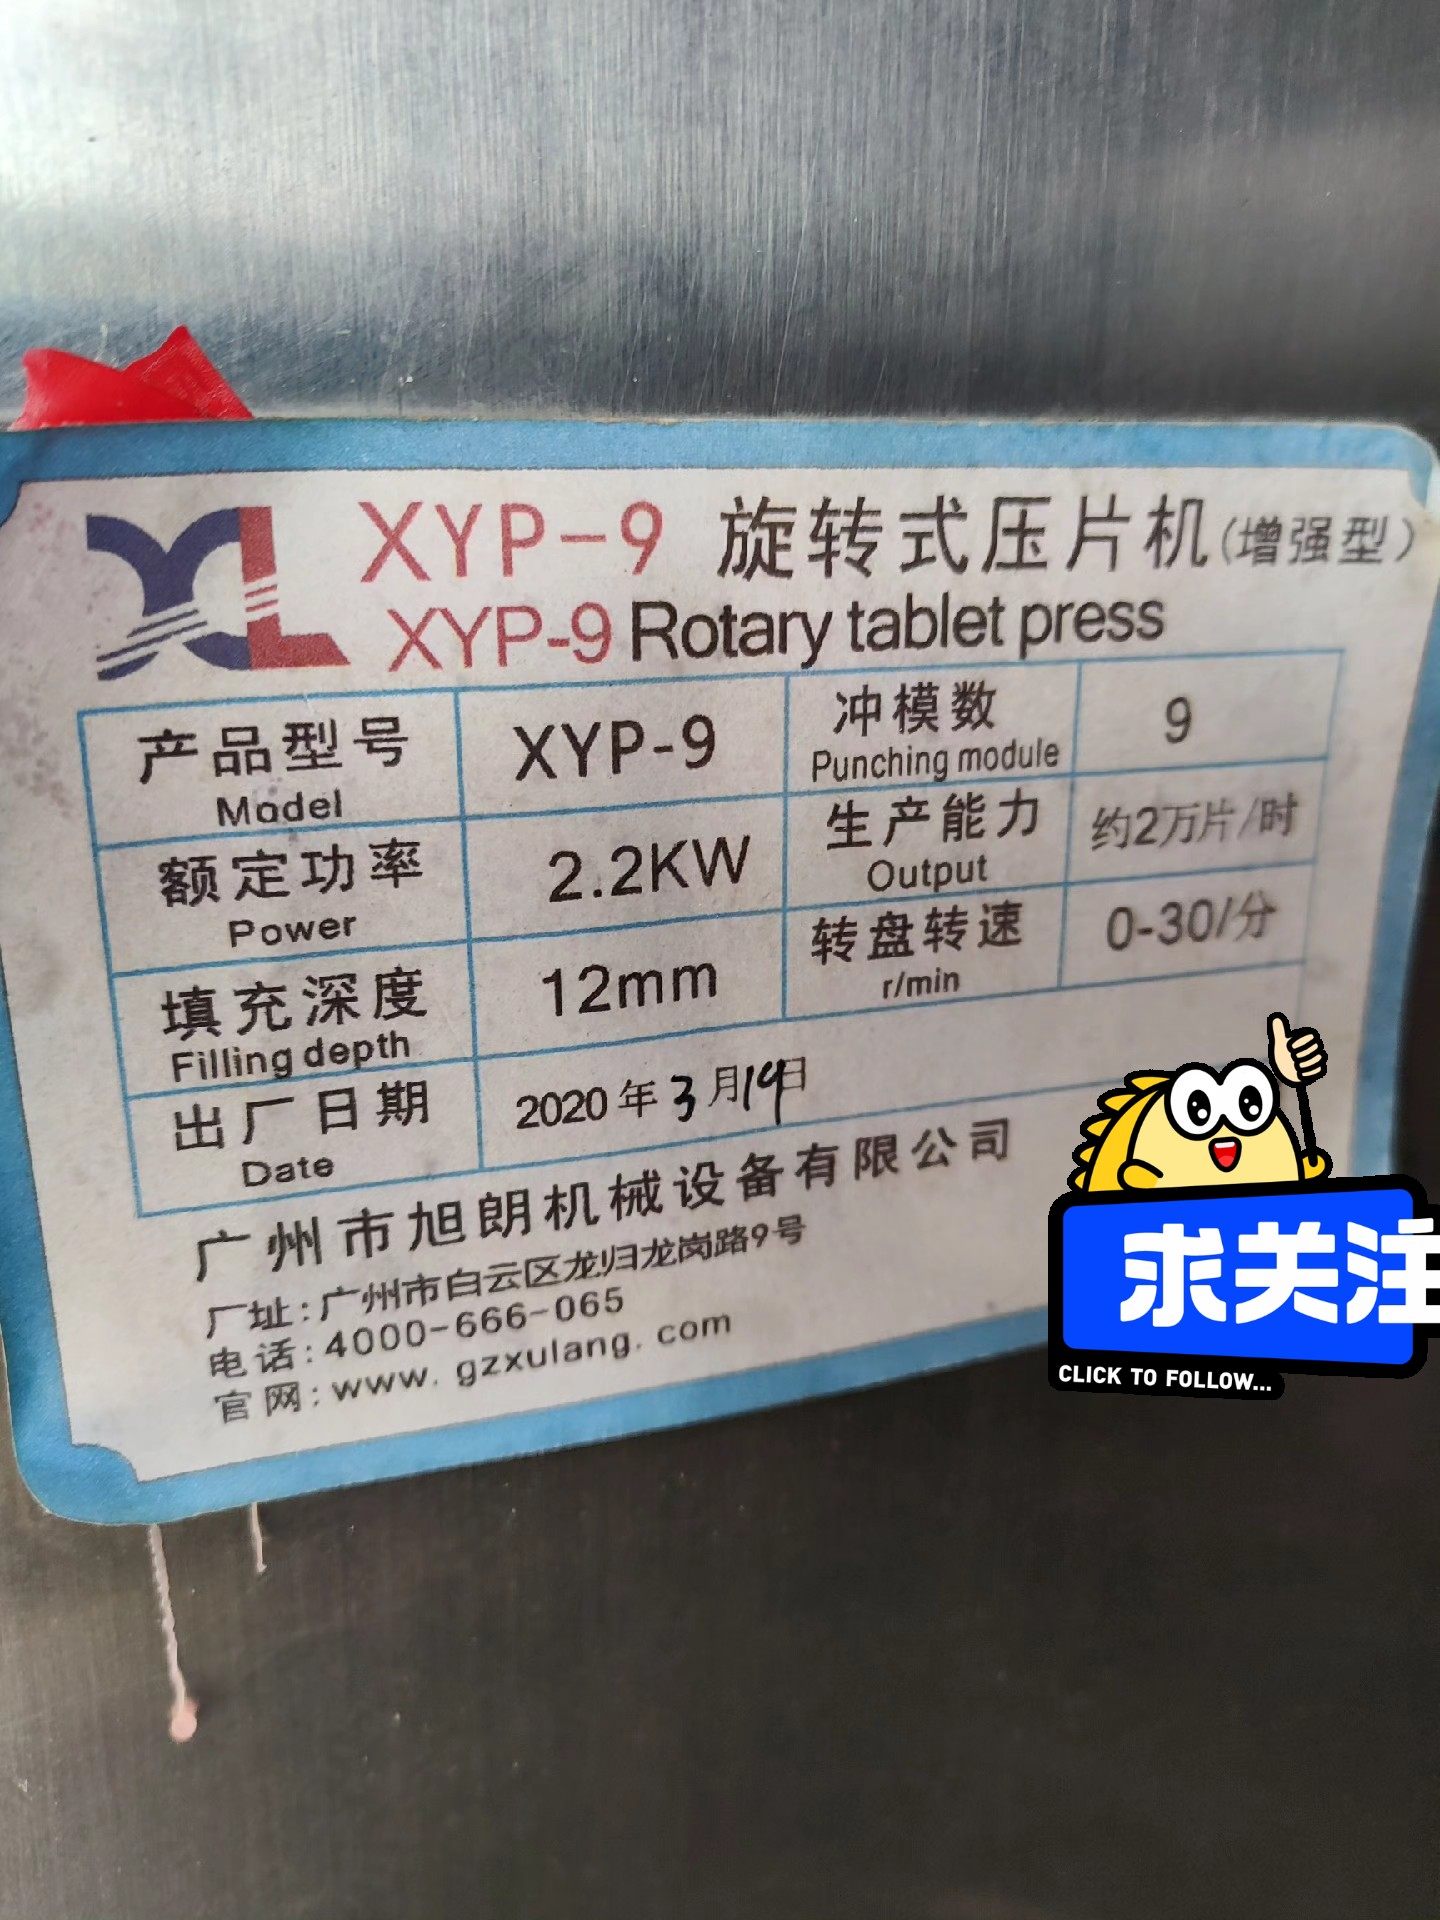 XL XYP-9 旋转式压片机(增强型)
XYP-9 Rotary tablet press
产品型号 XYP-9 冲模数 9
Model Punching module
额定功率 2.2KW 生产能力 约2万片/时
Power Output
填充深度 12mm 转盘转速 0-30/分
Filling depth r/min
出厂日期 2020年3月19日
Date
广州市旭朗机械设备有限公司
厂址:广州市白云区龙归龙岗路9号
电话:4000-666-065
官网:www.gzxulang.com
求关注
CLICK TO FOLLOW...